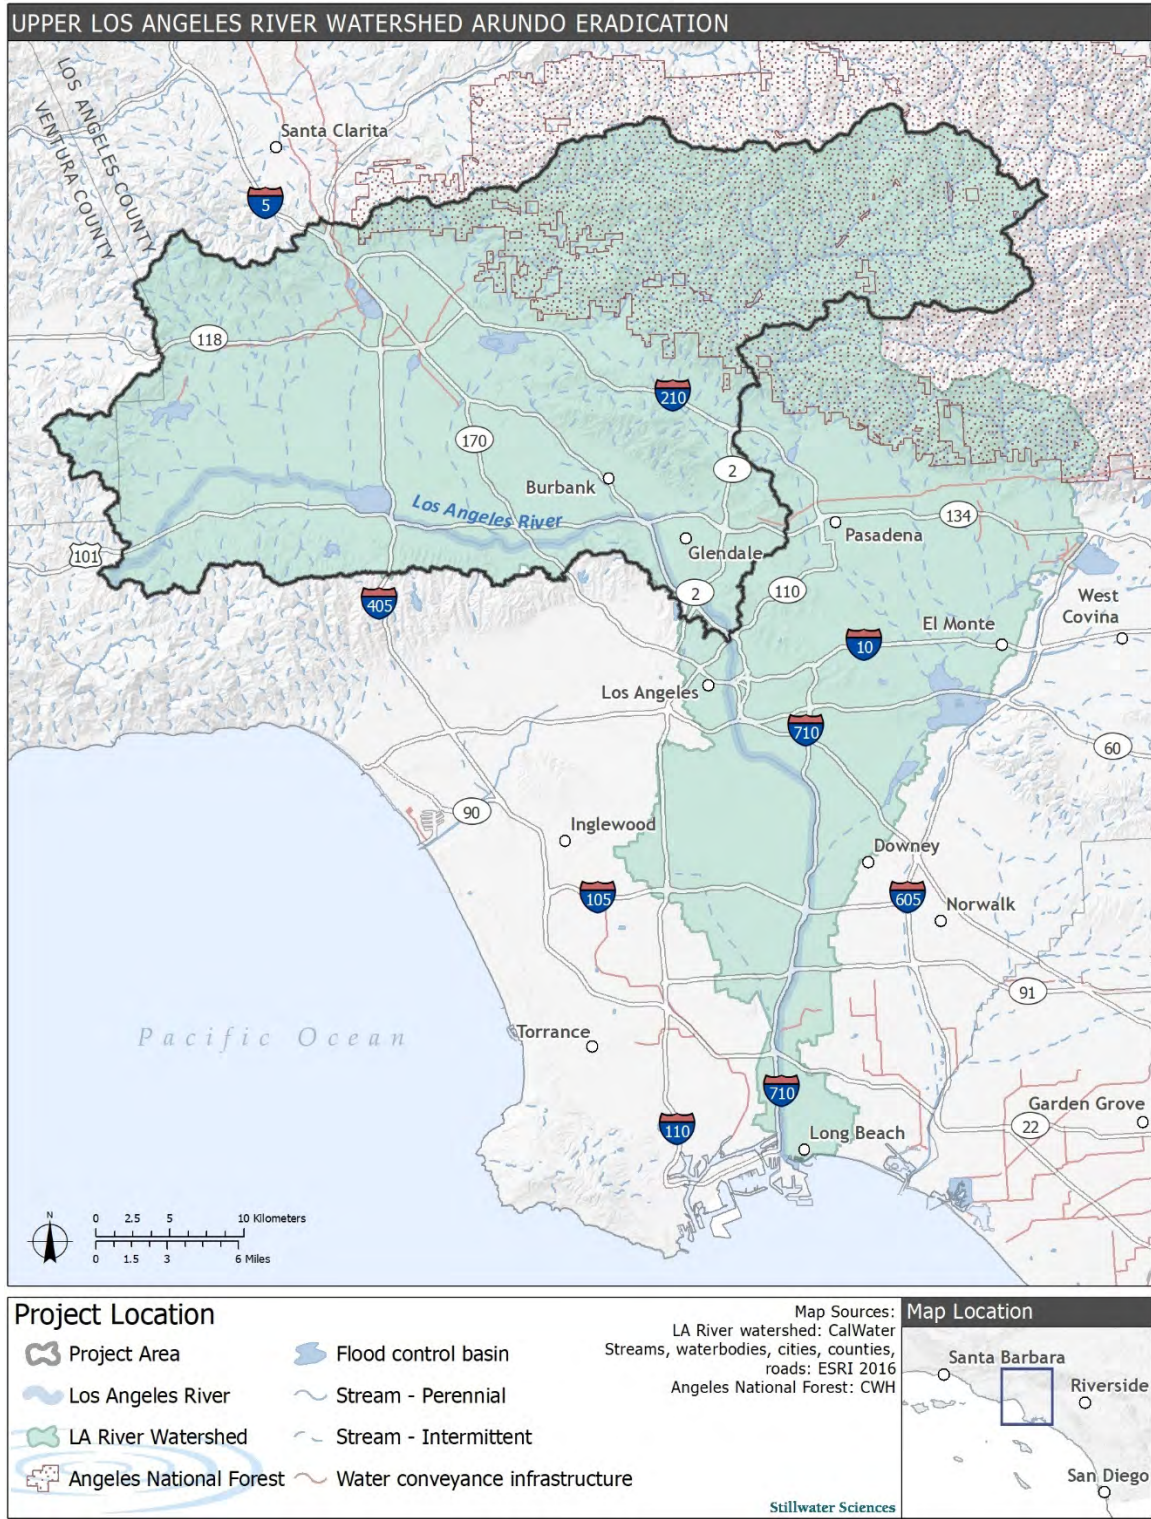 UPPER LOS ANGELES RIVER WATERSHED ARUNDO ERADICATION
LOS ANGELES COUNTY
VENTURA COUNTY
Santa Clarita
5
118
210
170
2
Burbank
Los Angeles River
134
101
Glendale
Pasadena
405
2
110
West
Covina
El Monte
10
Los Angeles
710
60
90
Inglewood
Downey
105
605
Norwalk
91
Pacific Ocean
Torrance
710
Garden Grove
110
22
Long Beach
N
0 2.5 5 10 Kilometers
0 1.5 3 6 Miles
Project Location
Project Area
Los Angeles River
LA River Watershed
Angeles National Forest
Flood control basin
Stream - Perennial
Stream - Intermittent
Water conveyance infrastructure
Map Sources:
LA River watershed: CalWater
Streams, waterbodies, cities, counties,
roads: ESRI 2016
Angeles National Forest: CWH
Stillwater Sciences
Map Location
Santa Barbara
Riverside
San Diego